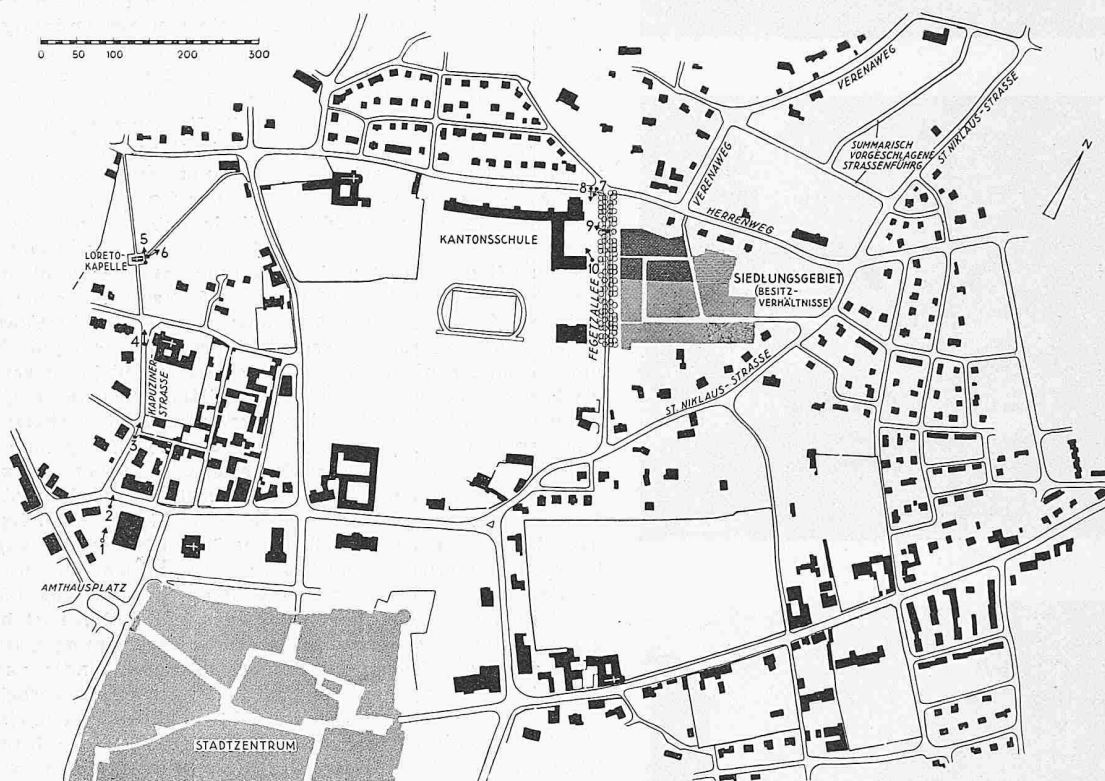 0 50 100 200 300
N
VERENAWEG
ST NIKLAUS-STRASSE
SUMMARISCH
VORGESCHLAGENE
STRASSENFÜHRG
VERENAWEG
HERRENWEG
8 7
9
10
KANTONSSCHULE
FEGETZALLEE
SIEDLUNGSGEBIET
(BESITZ-
VERHÄLTNISSE)
ST. NIKLAUS-STRASSE
5
6
LORETO-
KAPELLE
4
KAPUZINER-
STRASSE
3
2
1
AMTHAUSPLATZ
STADTZENTRUM